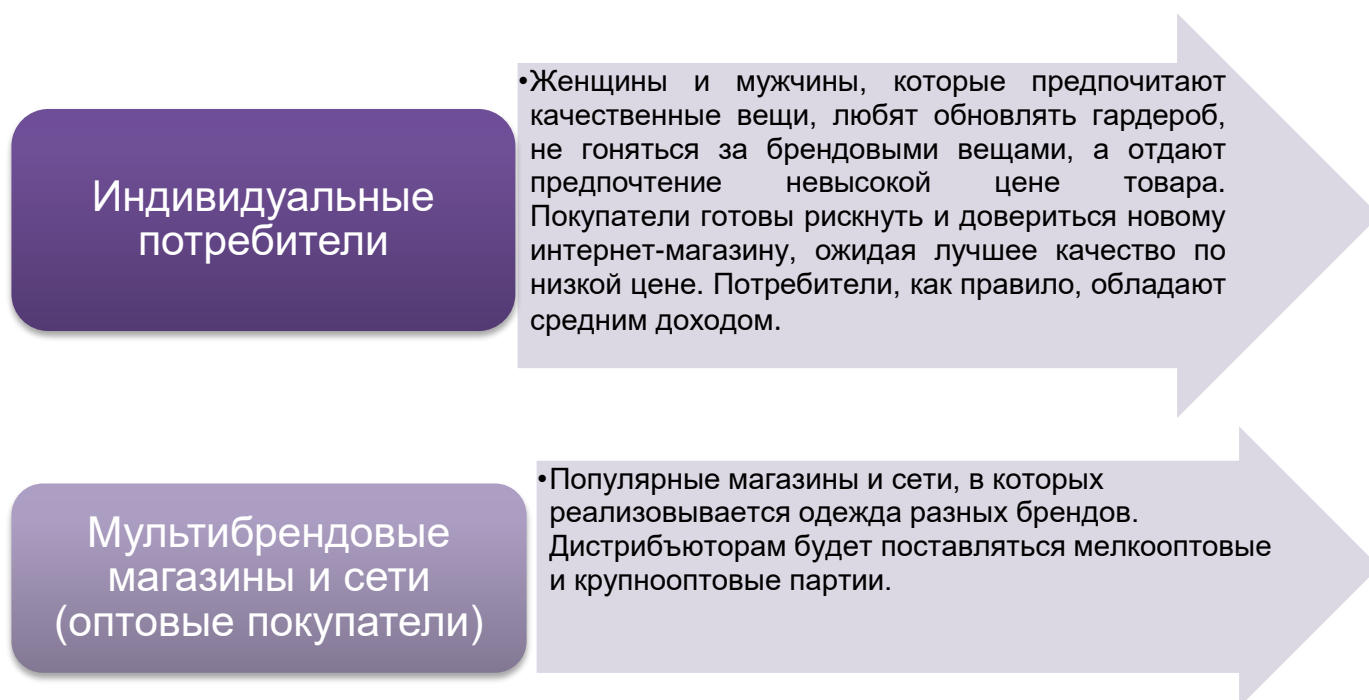 Индивидуальные
потребители
•Женщины и мужчины, которые предпочитают
качественные вещи, любят обновлять гардероб,
не гоняться за брендовыми вещами, а отдают
предпочтение невысокой цене товара.
Покупатели готовы рискнуть и довериться новому
интернет-магазину, ожидая лучшее качество по
низкой цене. Потребители, как правило, обладают
средним доходом.
Мультибрендовые
магазины и сети
(оптовые покупатели)
•Популярные магазины и сети, в которых
реализовывается одежда разных брендов.
Дистрибъюторам будет поставляться мелкооптовые
и крупнооптовые партии.